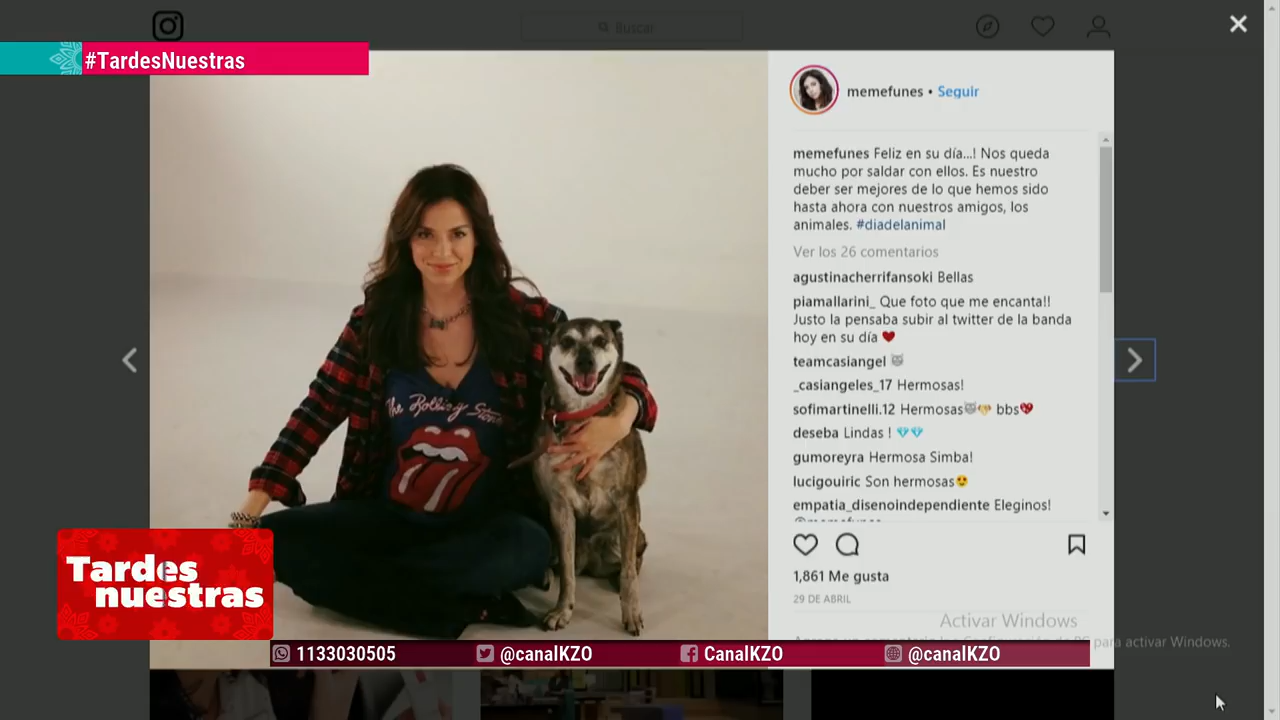 Buscar
#TardesNuestras
memefunes • Seguir
memefunes Feliz en su día...! Nos queda
mucho por saldar con ellos. Es nuestro
deber ser mejores de lo que hemos sido
hasta ahora con nuestros amigos, los
animales. #diadelanimal
Ver los 26 comentarios
agustinacherrifansoki Bellas
piamallarini_ Que foto que me encanta!!
Justo la pensaba subir al twitter de la banda
hoy en su día ❤
teamcasiangel
_casiangeles_17 Hermosas!
sofimartinelli.12 Hermosas bbs
deseba Lindas ! 💎💎
gumoreyra Hermosa Simba!
lucigouiric Son hermosas😍
empatia_disenoindependiente Eleginos!
The Rolling Stones
1,861 Me gusta
29 DE ABRIL
Activar Windows
para activar Windows.
Tardes
nuestras
1133030505 @canalKZO CanalKZO @canalKZO